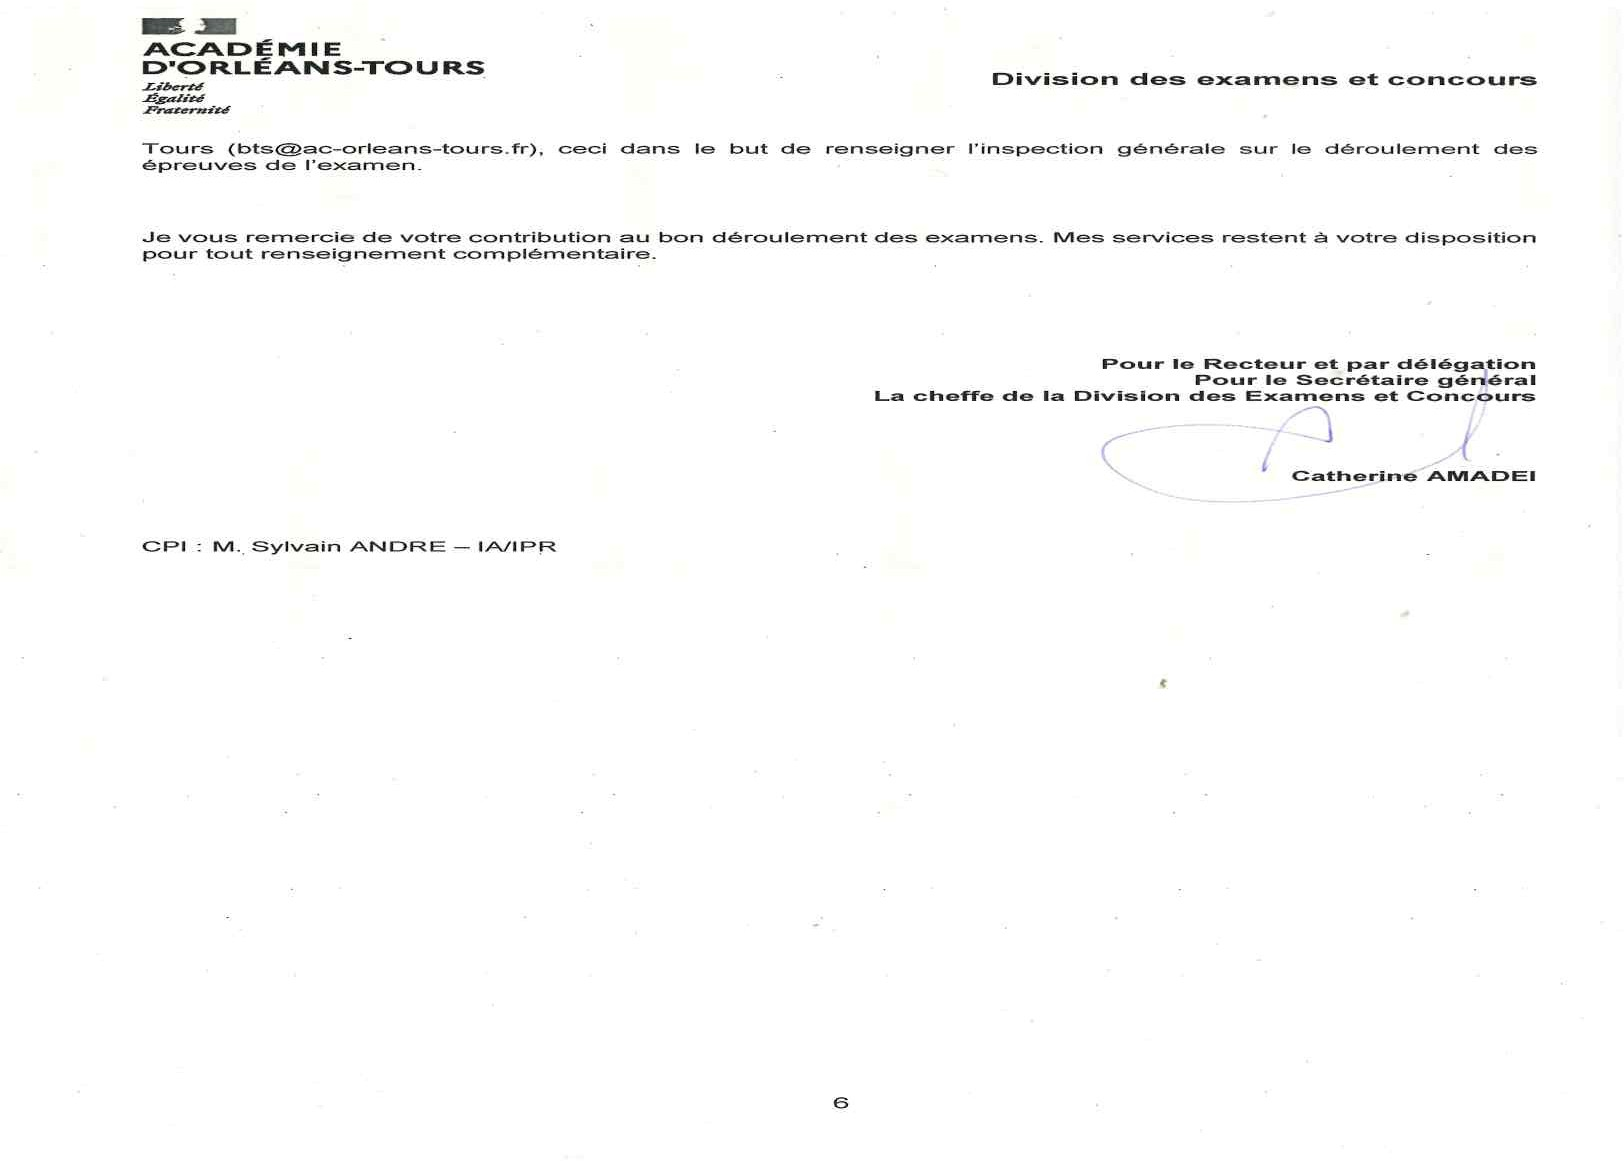 ACADÉMIE
D'ORLÉANS-TOURS
Liberté
Égalité
Fraternité
Division des examens et concours
Tours (bts@ac-orleans-tours.fr), ceci dans le but de renseigner l'inspection générale sur le déroulement des
épreuves de l'examen.
Je vous remercie de votre contribution au bon déroulement des examens. Mes services restent à votre disposition
pour tout renseignement complémentaire.
Pour le Recteur et par délégation
Pour le Secrétaire général
La cheffe de la Division des Examens et Concours
Catherine AMADEI
CPI : M. Sylvain ANDRE – IA/IPR
6